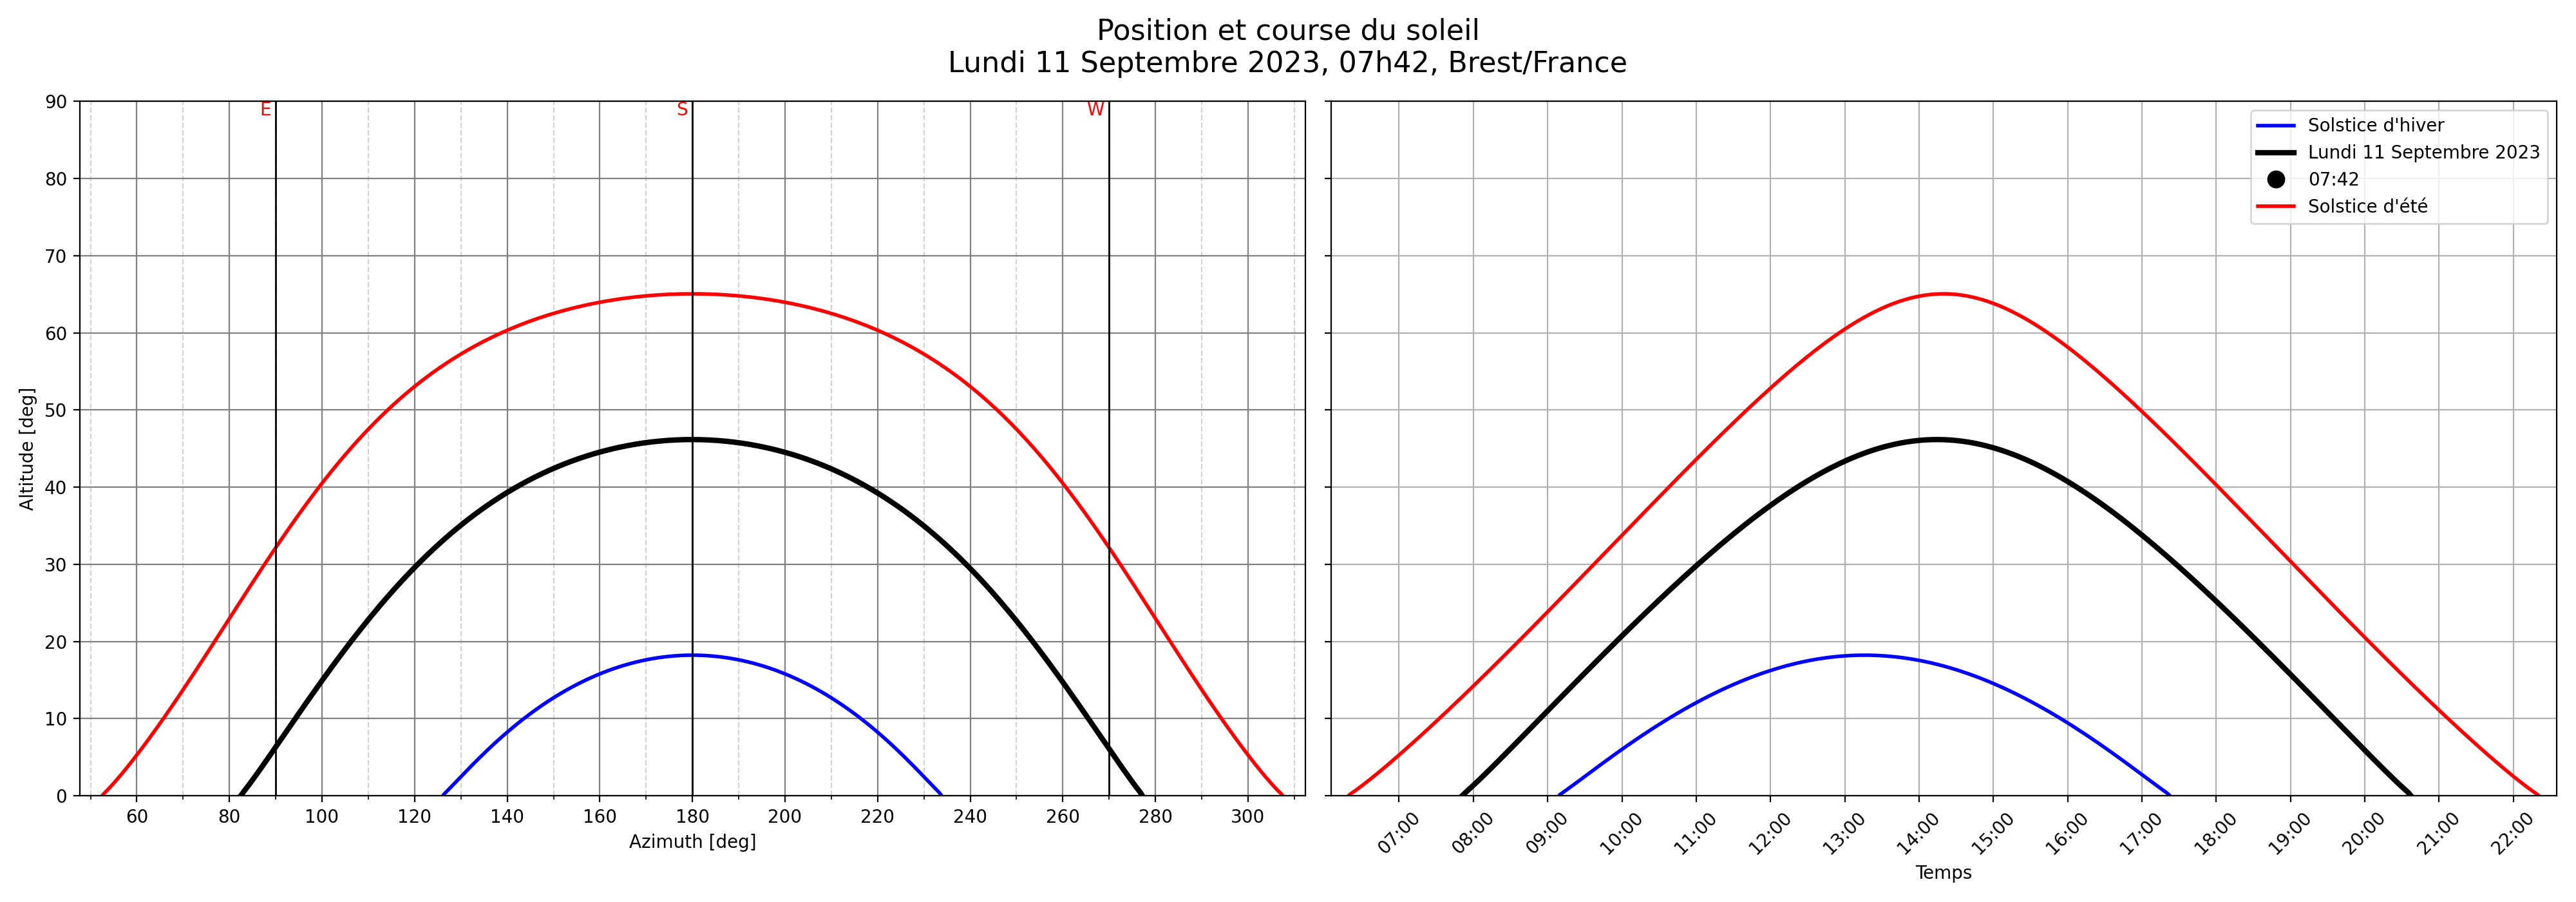 Position et course du soleil
Lundi 11 Septembre 2023, 07h42, Brest/France
E
S
W
90
80
70
60
50
40
30
20
10
0
Altitude [deg]
60 80 100 120 140 160 180 200 220 240 260 280 300
Azimuth [deg]
Solstice d'hiver
Lundi 11 Septembre 2023
07:42
Solstice d'été
07:00 08:00 09:00 10:00 11:00 12:00 13:00 14:00 15:00 16:00 17:00 18:00 19:00 20:00 21:00 22:00
Temps